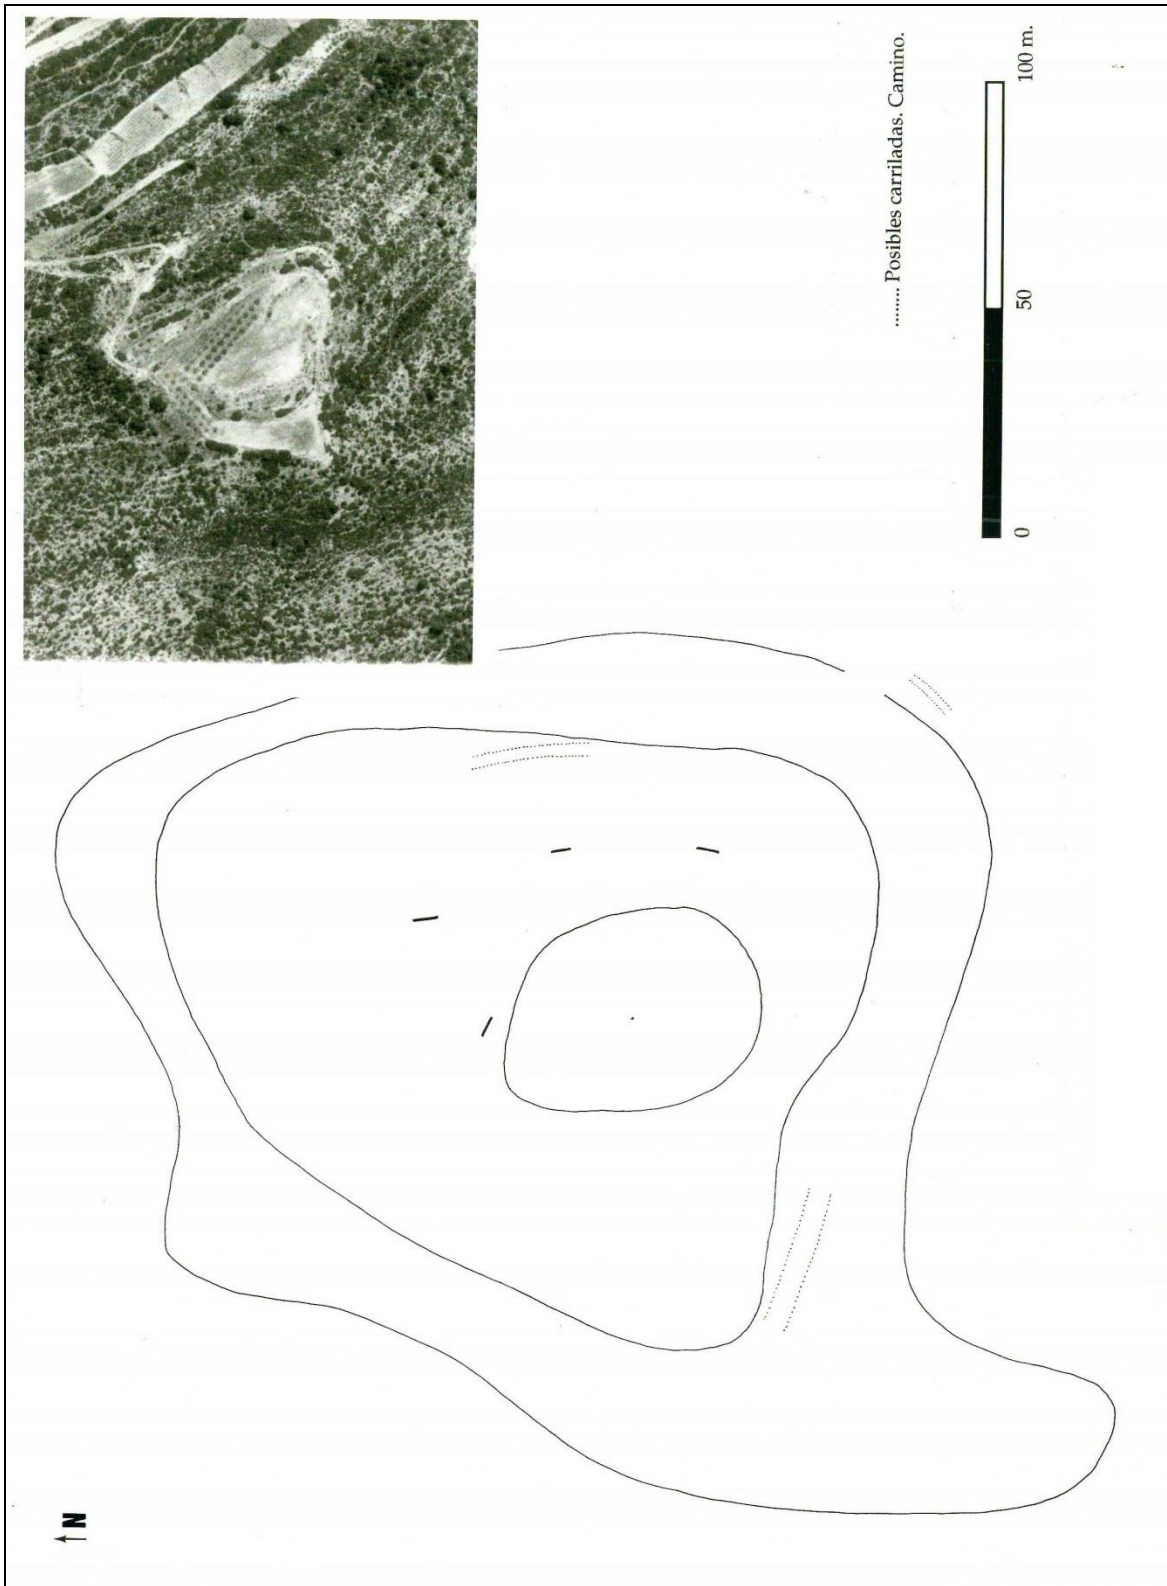 ........ Posibles carriladas. Camino.
0 50 100 m.
N